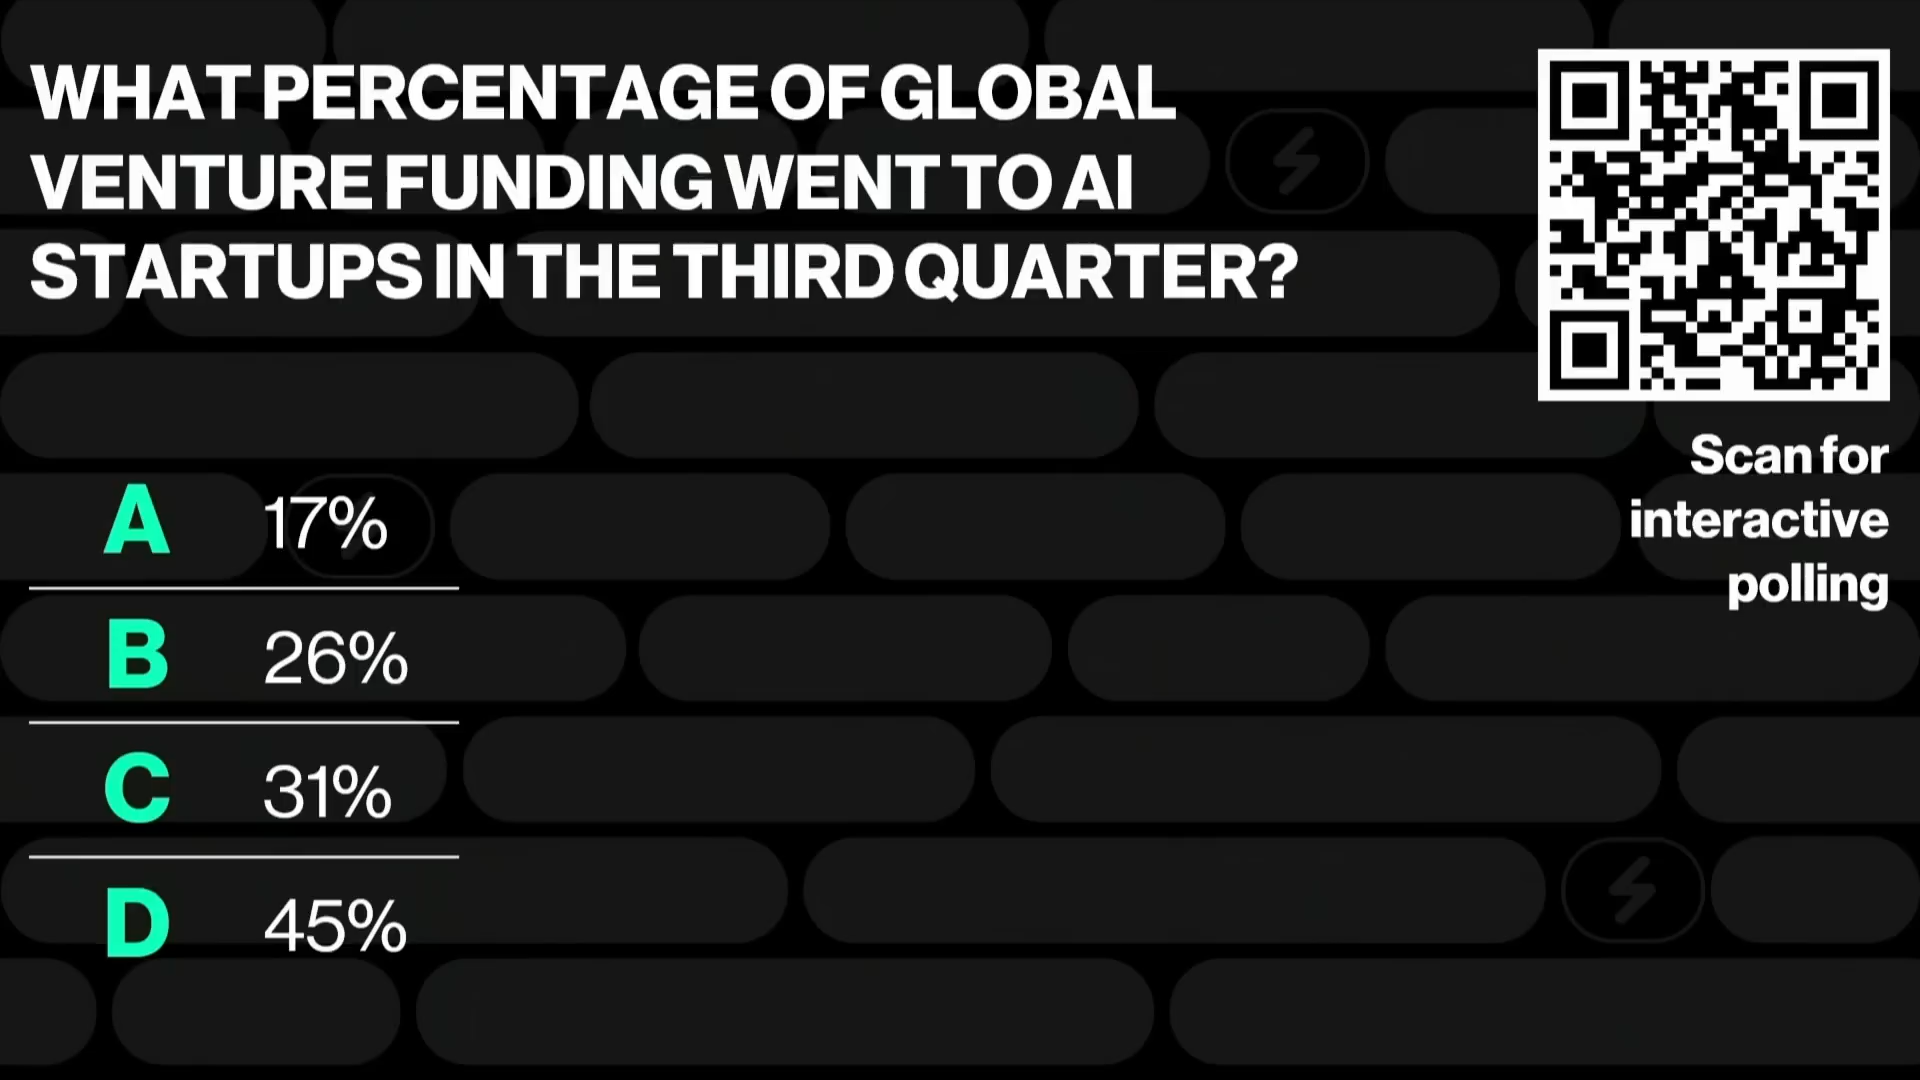 WHAT PERCENTAGE OF GLOBAL
VENTURE FUNDING WENT TO AI
STARTUPS IN THE THIRD QUARTER?
A 17%
B 26%
C 31%
D 45%
Scan for
interactive
polling